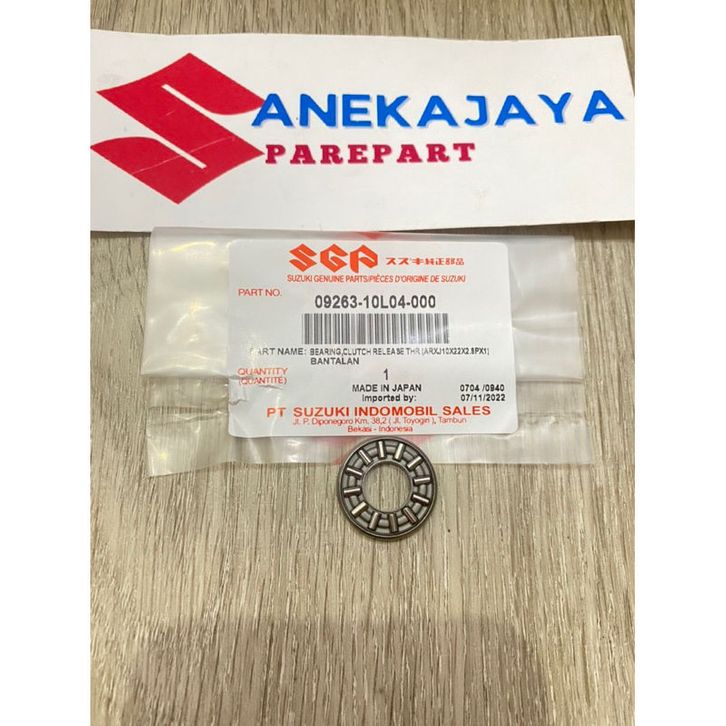 ANEKAJAYA
PAREPART
SGP スズキ純正部品
SUZUKI GENUINE PARTS/PIÈCES D'ORIGINE DE SUZUKI
PART NO. 09263-10L04-000
PART NAME: BEARING,CLUTCH RELEASE THR (ARXJ10X22X2.8PX1)
BANTALAN
QUANTITY 1
(QUANTITÉ)
MADE IN JAPAN 0704 /0940
Imported by: 07/11/2022
PT SUZUKI INDOMOBIL SALES
Jl. P. Diponegoro Km, 38,2 ( Jl. Toyogiri ), Tambun
Bekasi - Indonesia